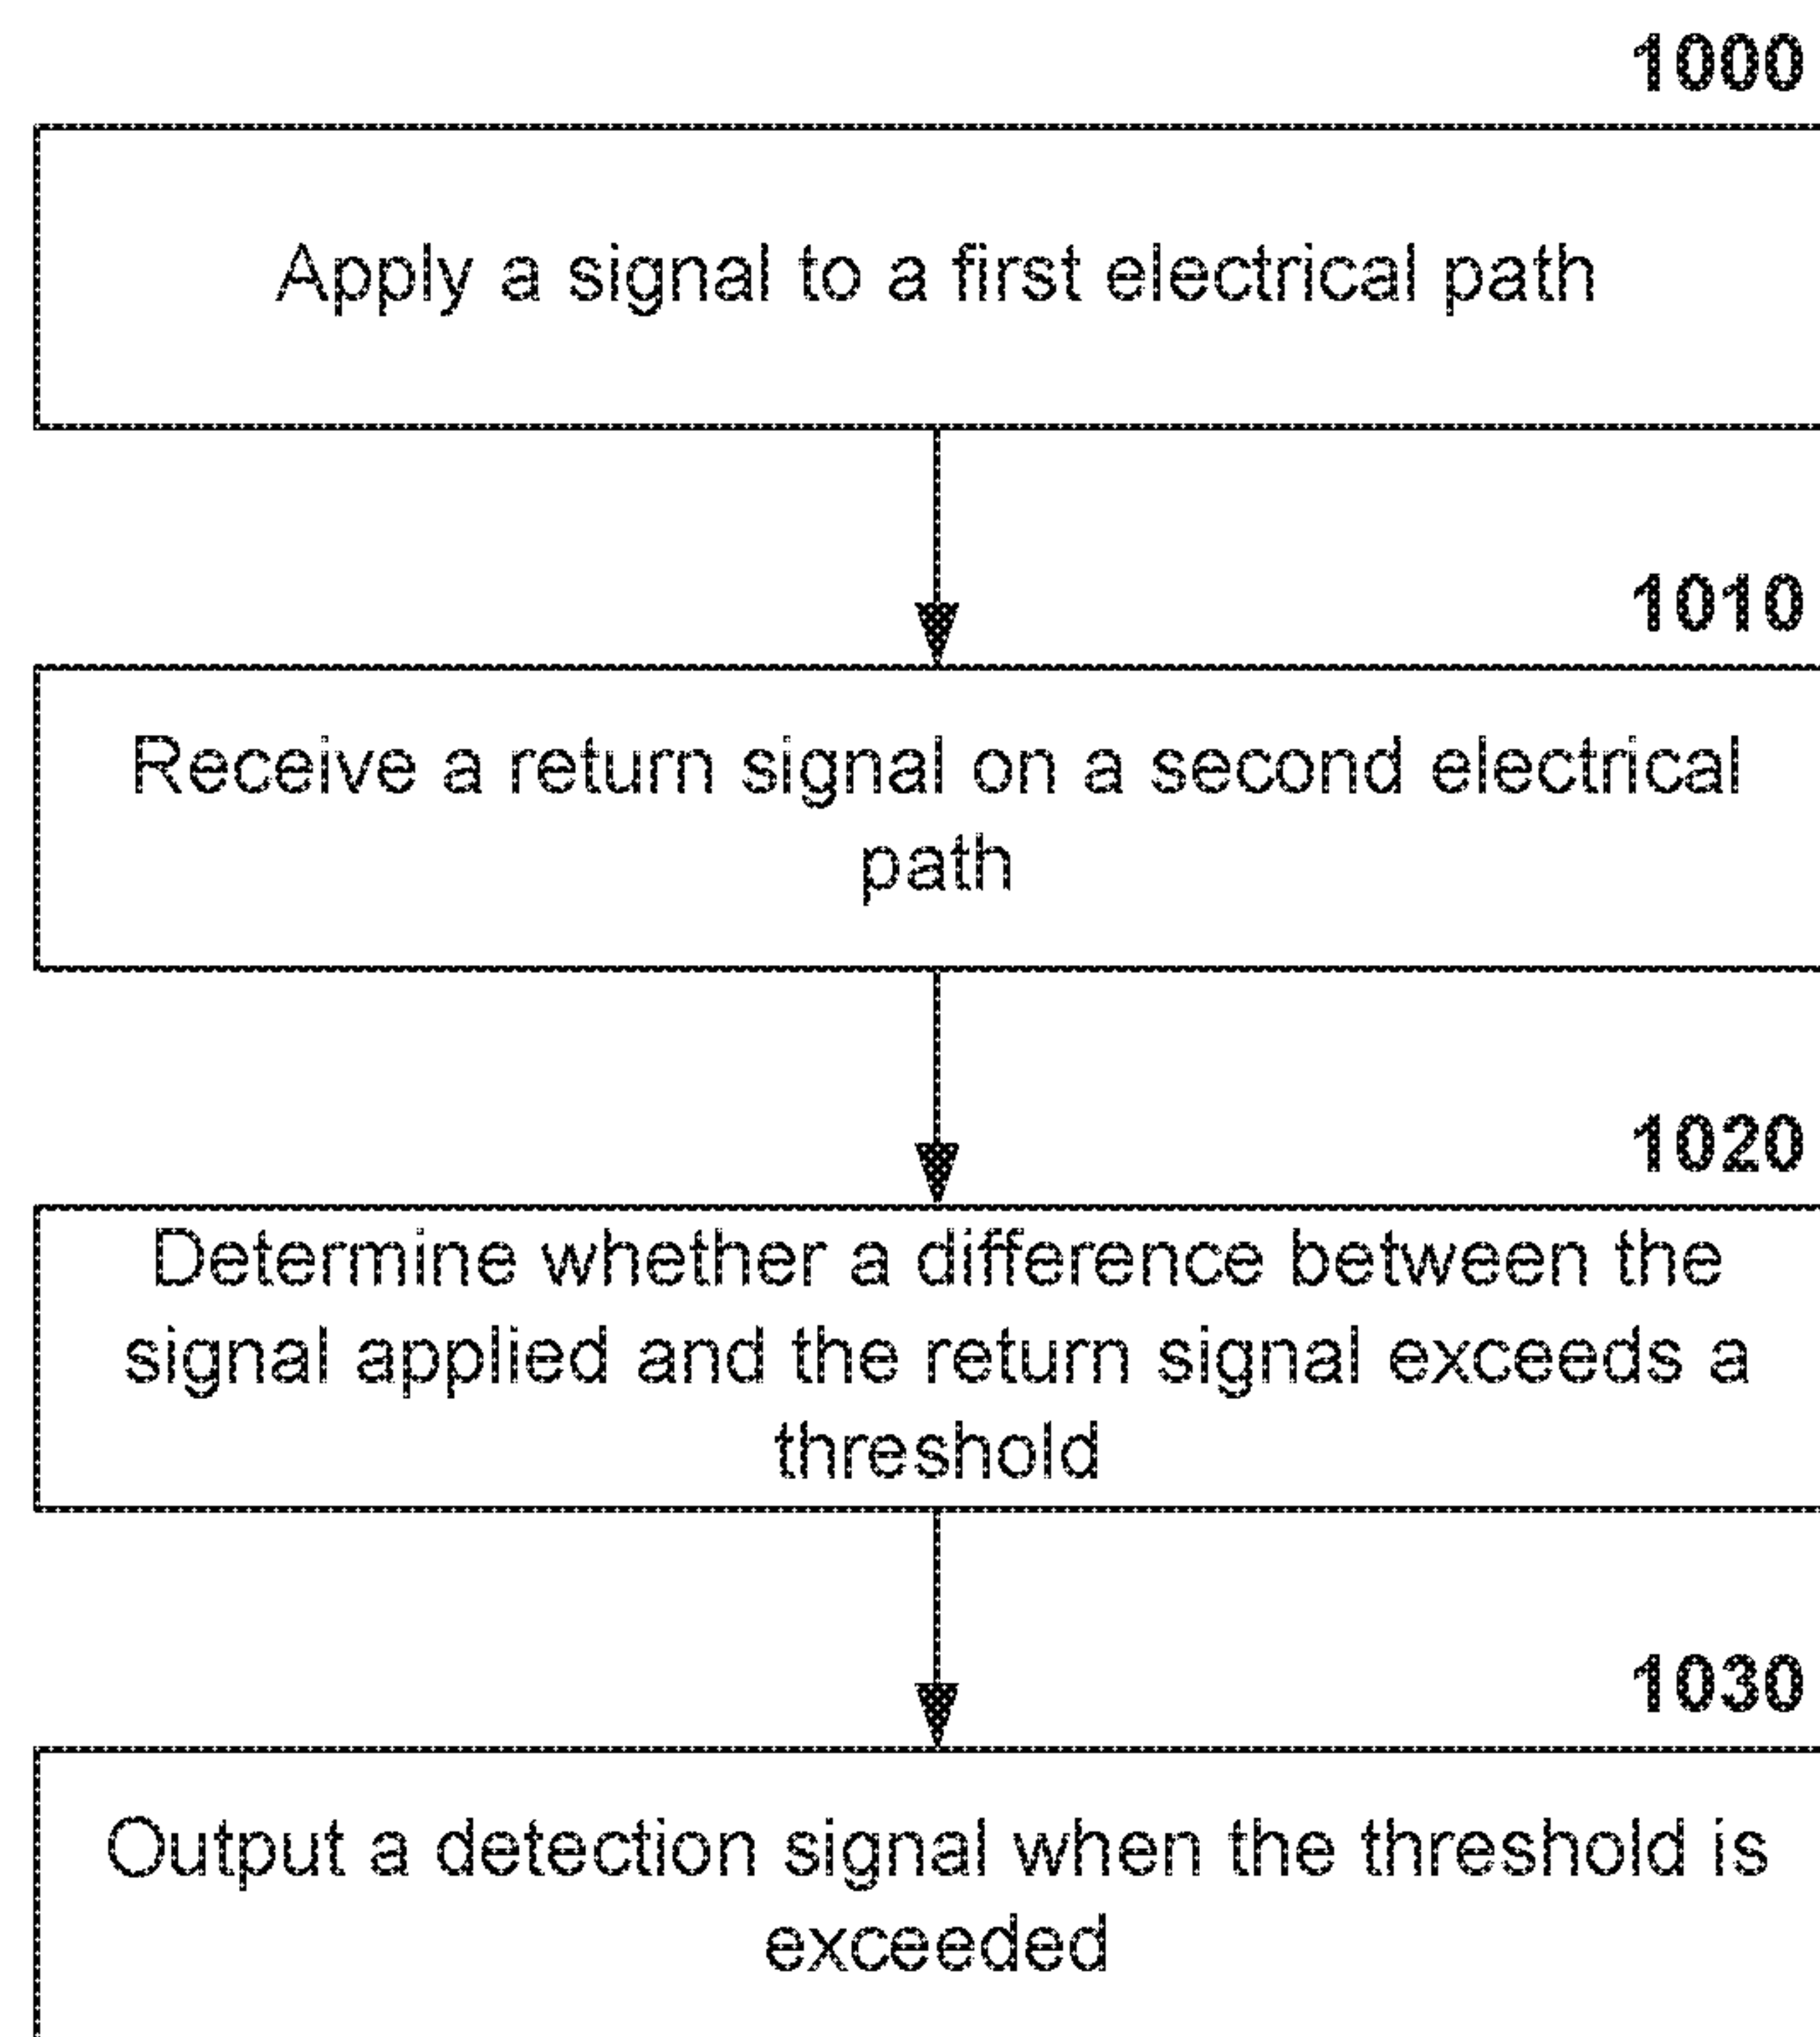 1000
Apply a signal to a first electrical path
1010
Receive a return signal on a second electrical
path
1020
Determine whether a difference between the
signal applied and the return signal exceeds a
threshold
1030
Output a detection signal when the threshold is
exceeded